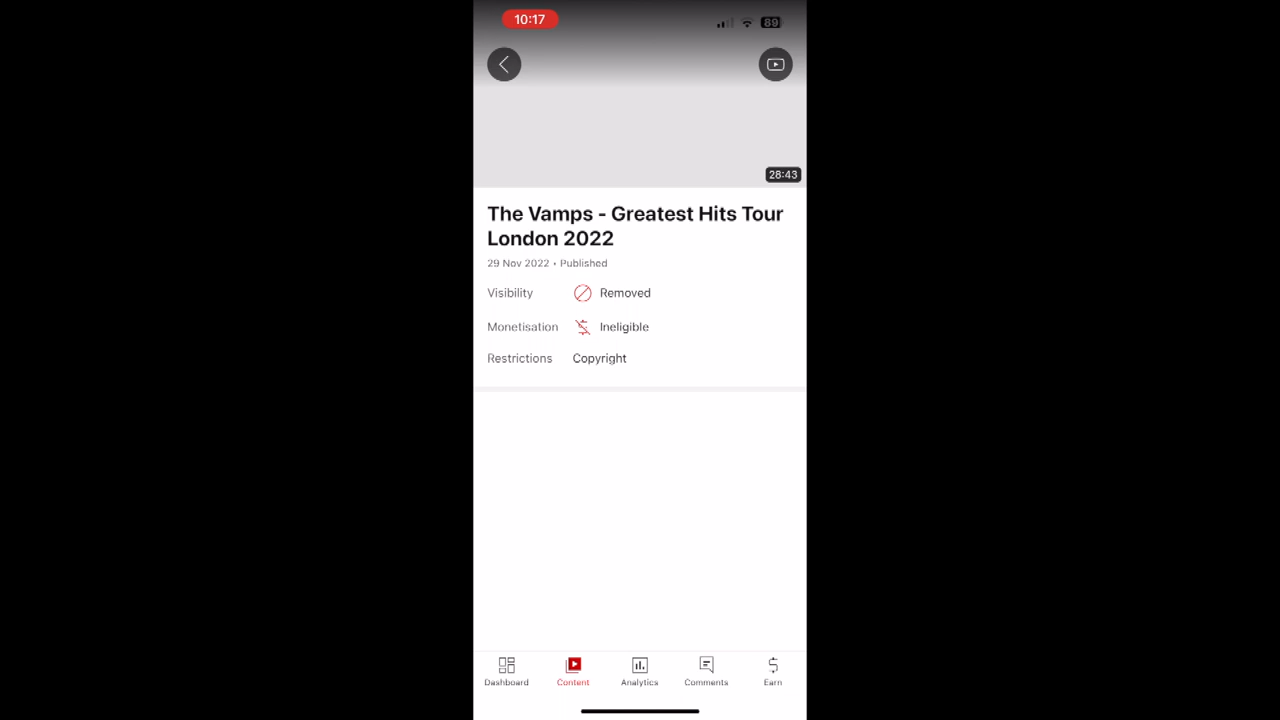 10:17
89
28:43
The Vamps - Greatest Hits Tour
London 2022
29 Nov 2022 • Published
Visibility Removed
Monetisation Ineligible
Restrictions Copyright
Dashboard Content Analytics Comments Earn